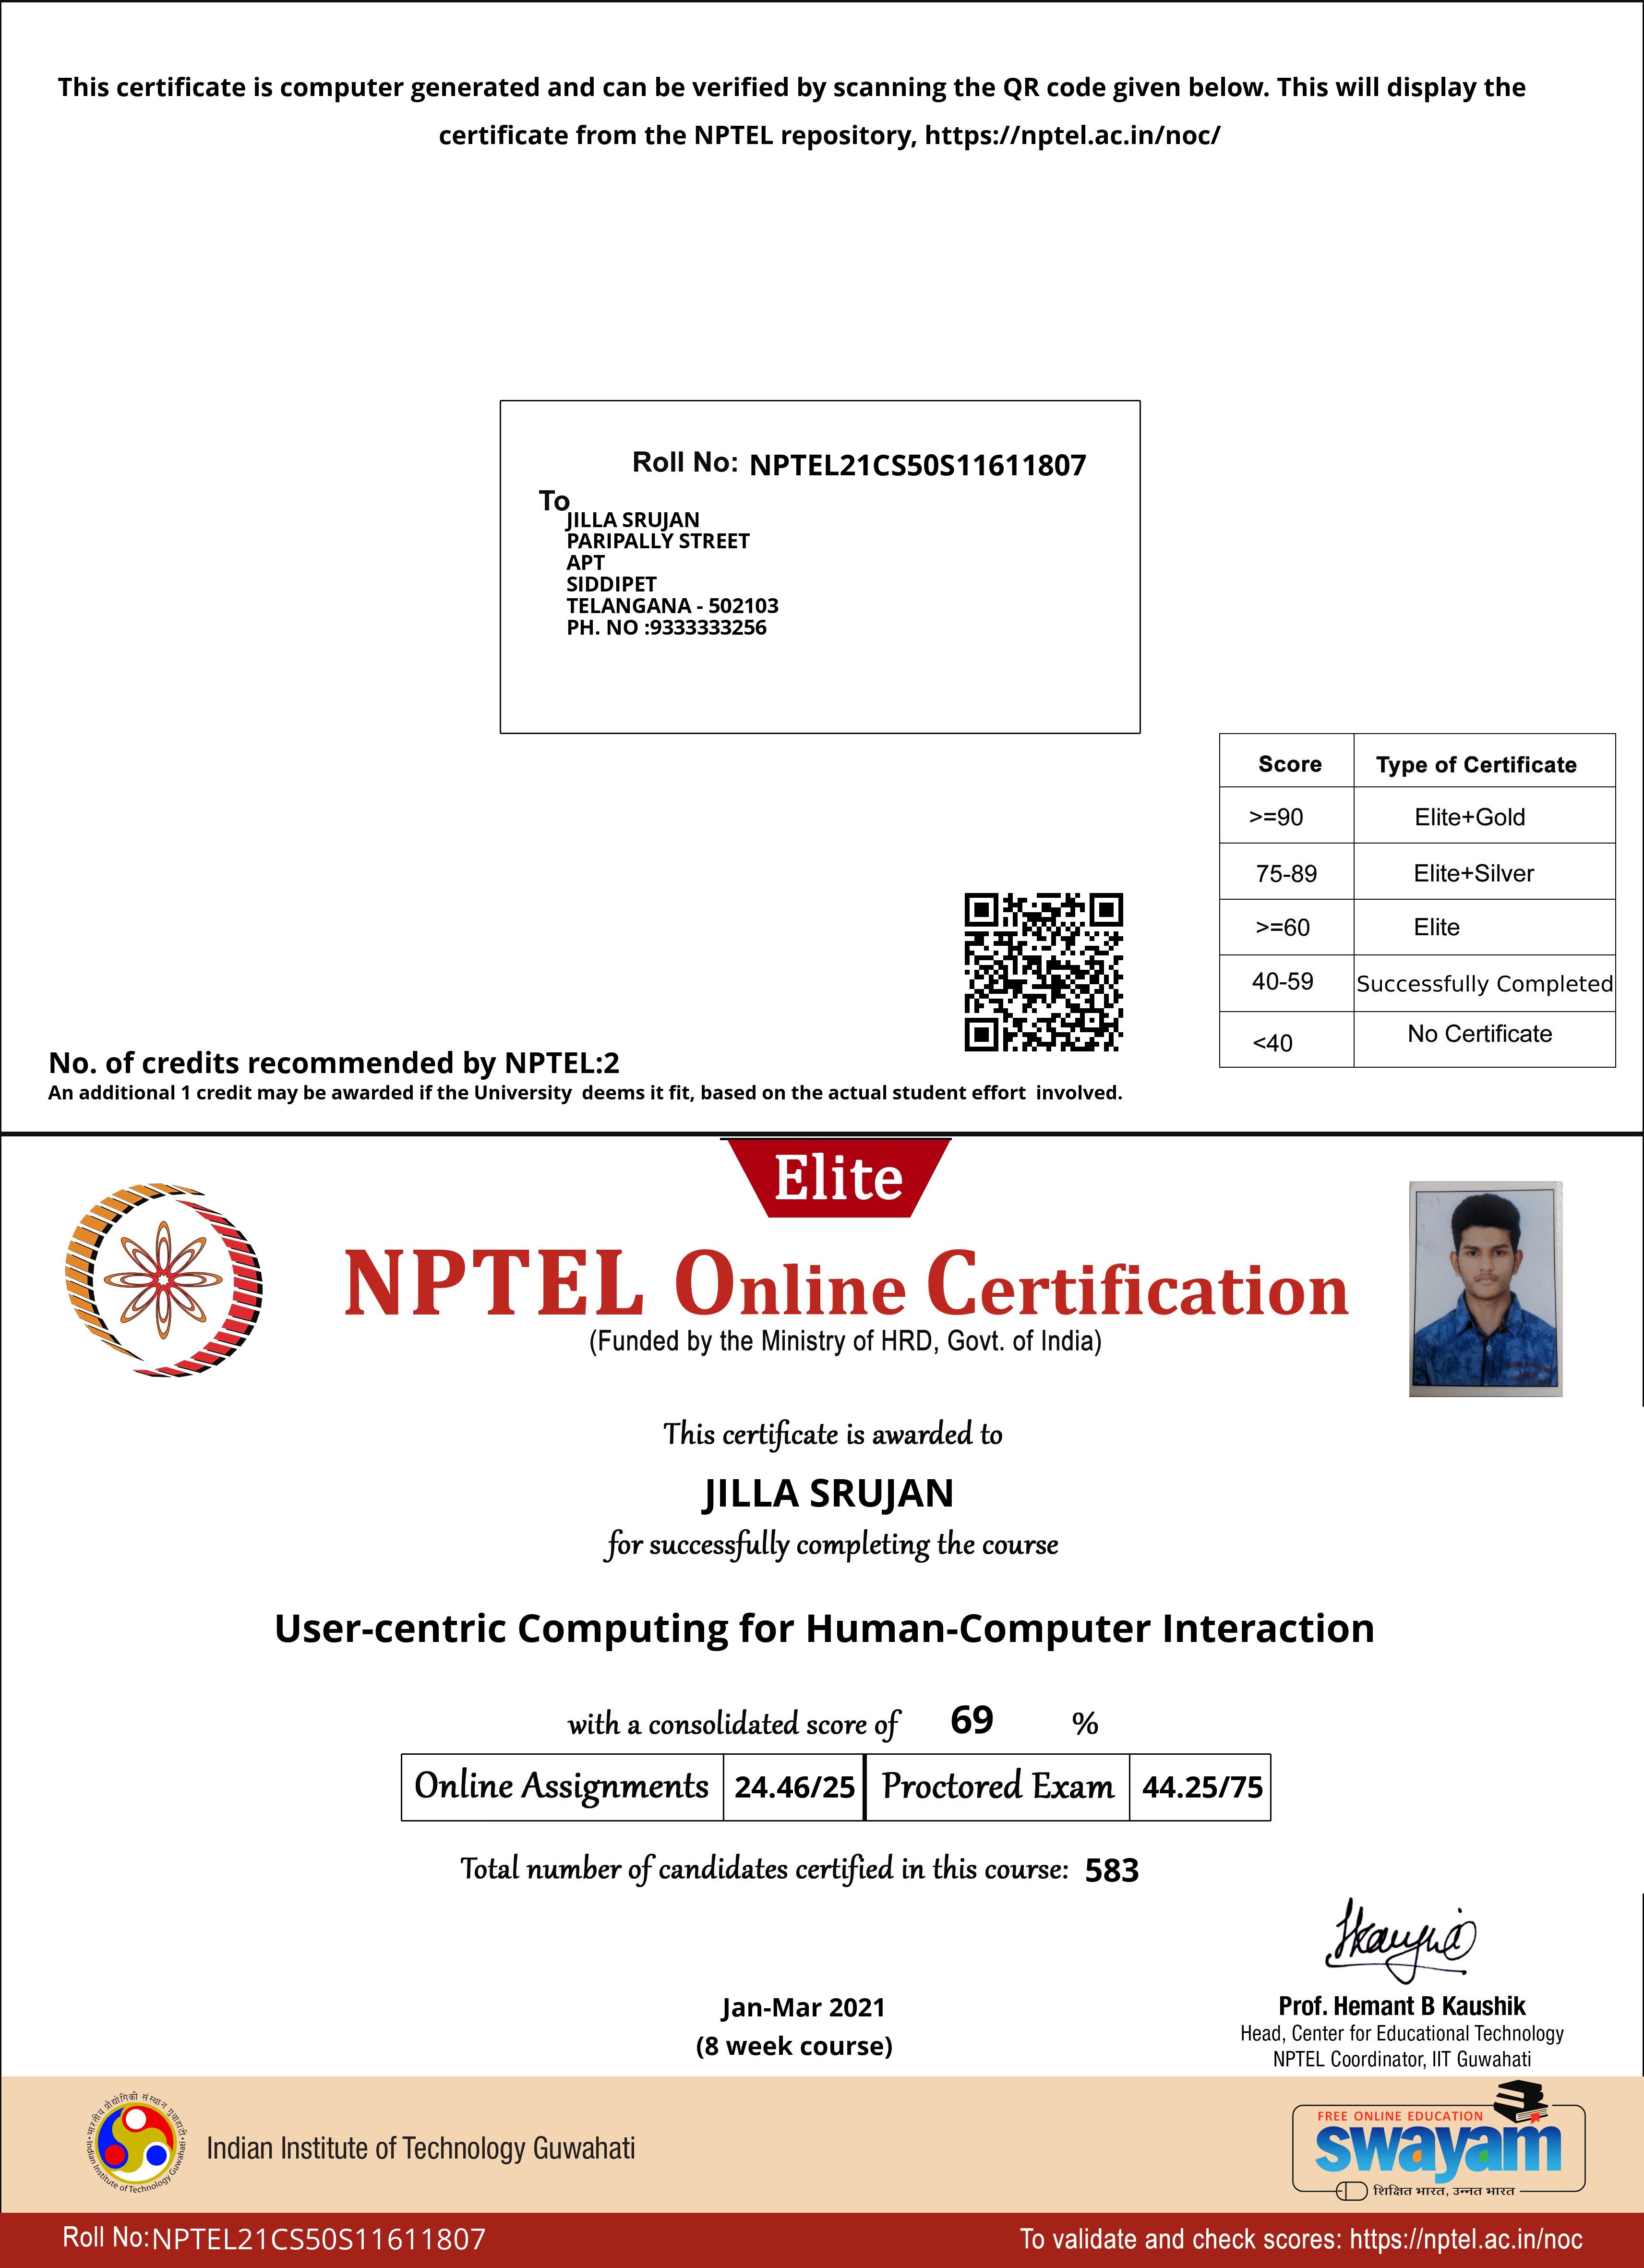 This certificate is computer generated and can be verified by scanning the QR code given below. This will display the
certificate from the NPTEL repository, https://nptel.ac.in/noc/
Roll No: NPTEL21CS50S11611807
To
JILLA SRUJAN
PARIPALLY STREET
APT
SIDDIPET
TELANGANA - 502103
PH. NO :9333333256
Score Type of Certificate
>=90 Elite+Gold
75-89 Elite+Silver
>=60 Elite
40-59 Successfully Completed
<40 No Certificate
No. of credits recommended by NPTEL:2
An additional 1 credit may be awarded if the University deems it fit, based on the actual student effort involved.
Elite
NPTEL Online Certification
(Funded by the Ministry of HRD, Govt. of India)
This certificate is awarded to
JILLA SRUJAN
for successfully completing the course
User-centric Computing for Human-Computer Interaction
with a consolidated score of 69 %
Online Assignments 24.46/25 Proctored Exam 44.25/75
Total number of candidates certified in this course: 583
Jan-Mar 2021
(8 week course)
Prof. Hemant B Kaushik
Head, Center for Educational Technology
NPTEL Coordinator, IIT Guwahati
भारतीय प्रौद्योगिकी संस्थान गुवाहाटी
Indian Institute of Technology Guwahati
Indian Institute of Technology Guwahati
FREE ONLINE EDUCATION
swayam
शिक्षित भारत, उन्नत भारत
Roll No: NPTEL21CS50S11611807
To validate and check scores: https://nptel.ac.in/noc